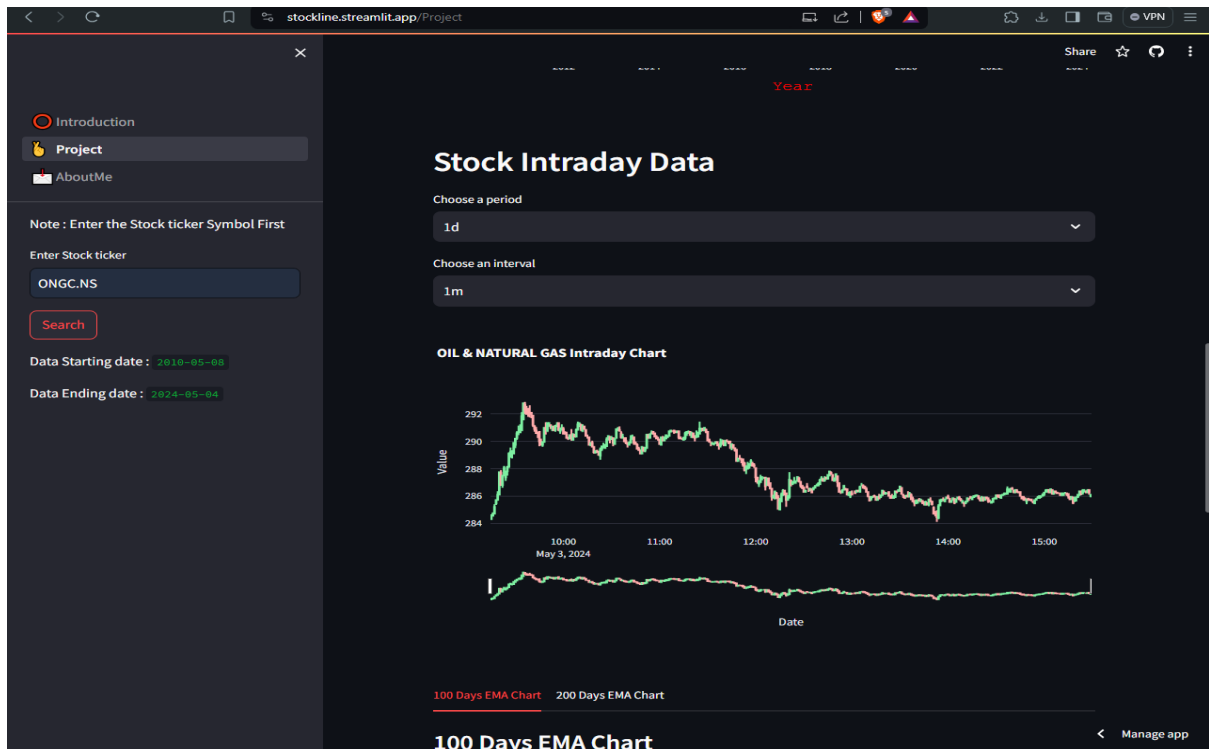 stockline.streamlit.app/Project
VPN
Share
Introduction
Project
AboutMe
Note : Enter the Stock ticker Symbol First
Enter Stock ticker
ONGC.NS
Search
Data Starting date : 2010-05-08
Data Ending date : 2024-05-04
Year
Stock Intraday Data
Choose a period
1d
Choose an interval
1m
OIL & NATURAL GAS Intraday Chart
292
290
288
286
284
Value
10:00 11:00 12:00 13:00 14:00 15:00
May 3, 2024
Date
100 Days EMA Chart 200 Days EMA Chart
100 Days EMA Chart
Manage app